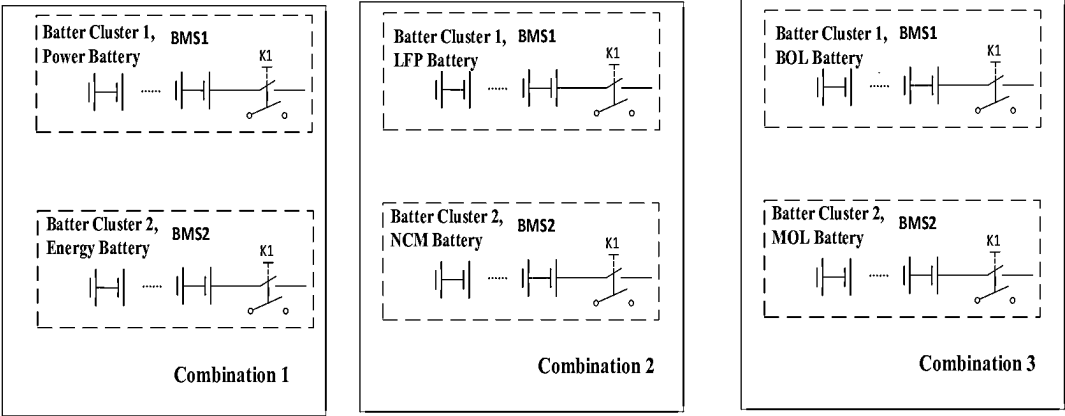 Batter Cluster 1, BMS1
Power Battery
K1
......
Batter Cluster 2,
Energy Battery BMS2
K1
......
Combination 1
Batter Cluster 1, BMS1
LFP Battery
K1
......
Batter Cluster 2, BMS2
NCM Battery
K1
......
Combination 2
Batter Cluster 1, BMS1
BOL Battery
K1
......
Batter Cluster 2, BMS2
MOL Battery
K1
......
Combination 3